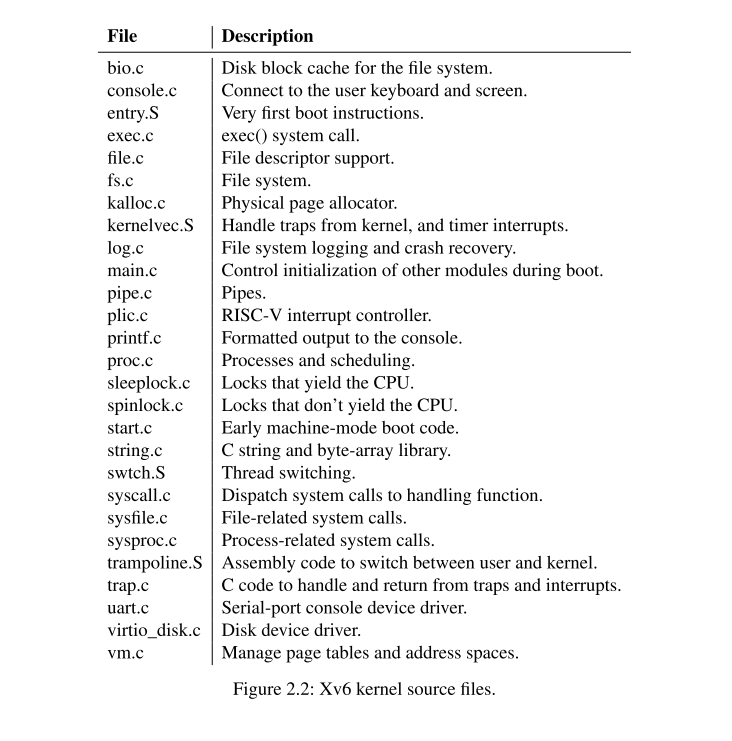 File Description
bio.c Disk block cache for the file system.
console.c Connect to the user keyboard and screen.
entry.S Very first boot instructions.
exec.c exec() system call.
file.c File descriptor support.
fs.c File system.
kalloc.c Physical page allocator.
kernelvec.S Handle traps from kernel, and timer interrupts.
log.c File system logging and crash recovery.
main.c Control initialization of other modules during boot.
pipe.c Pipes.
plic.c RISC-V interrupt controller.
printf.c Formatted output to the console.
proc.c Processes and scheduling.
sleeplock.c Locks that yield the CPU.
spinlock.c Locks that don’t yield the CPU.
start.c Early machine-mode boot code.
string.c C string and byte-array library.
swtch.S Thread switching.
syscall.c Dispatch system calls to handling function.
sysfile.c File-related system calls.
sysproc.c Process-related system calls.
trampoline.S Assembly code to switch between user and kernel.
trap.c C code to handle and return from traps and interrupts.
uart.c Serial-port console device driver.
virtio_disk.c Disk device driver.
vm.c Manage page tables and address spaces.
Figure 2.2: Xv6 kernel source files.